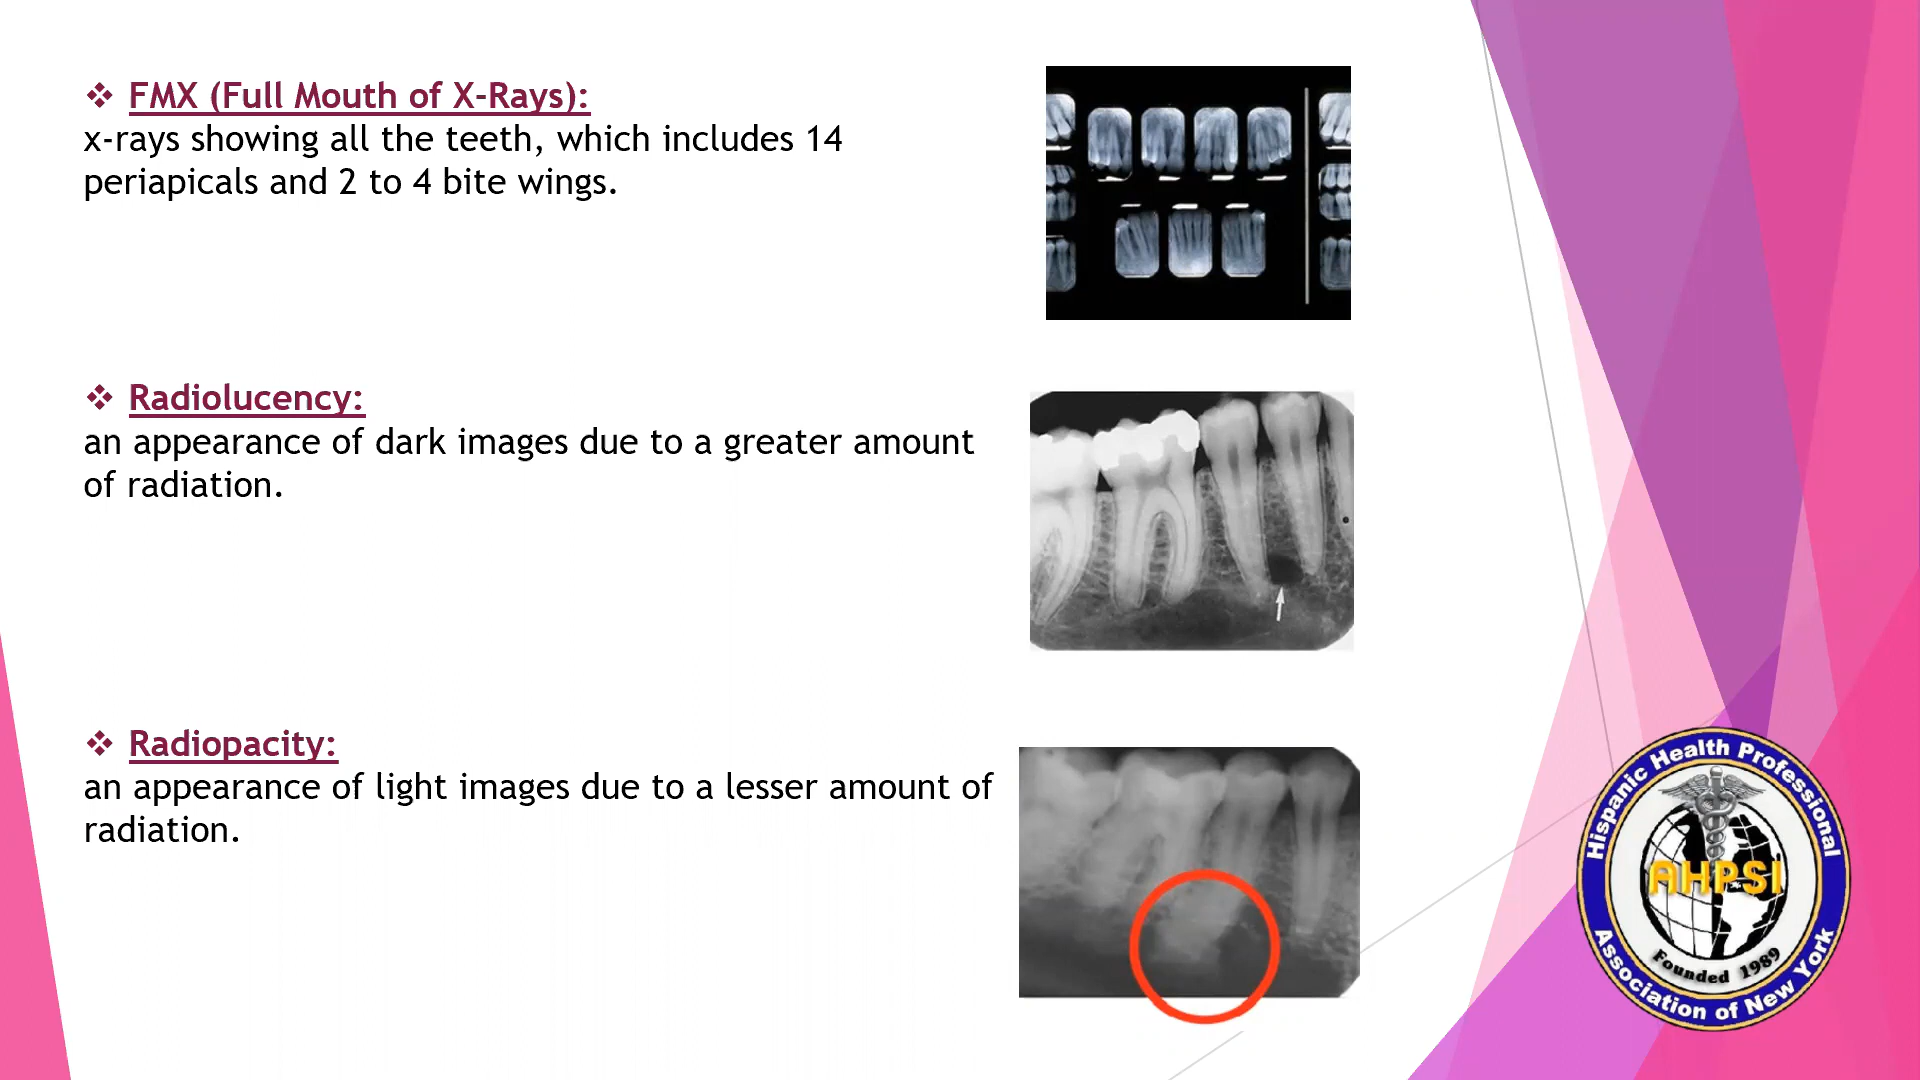 ❖ FMX (Full Mouth of X-Rays):
x-rays showing all the teeth, which includes 14
periapicals and 2 to 4 bite wings.
❖ Radiolucency:
an appearance of dark images due to a greater amount
of radiation.
❖ Radiopacity:
an appearance of light images due to a lesser amount of
radiation.
Hispanic Health Professional
AHPSI
Founded 1989
Association of New York